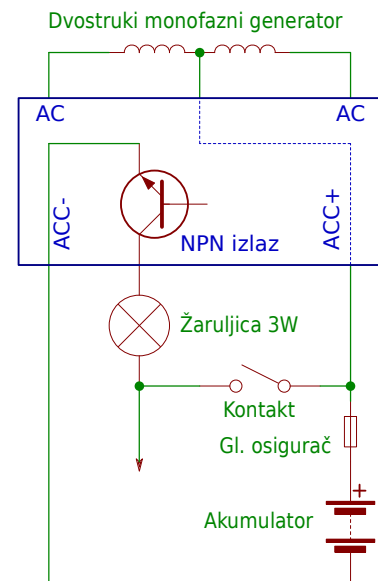 Dvostruki monofazni generator
AC
AC
ACC-
ACC+
NPN izlaz
Žaruljica 3W
Kontakt
Gl. osigurač
+
Akumulator